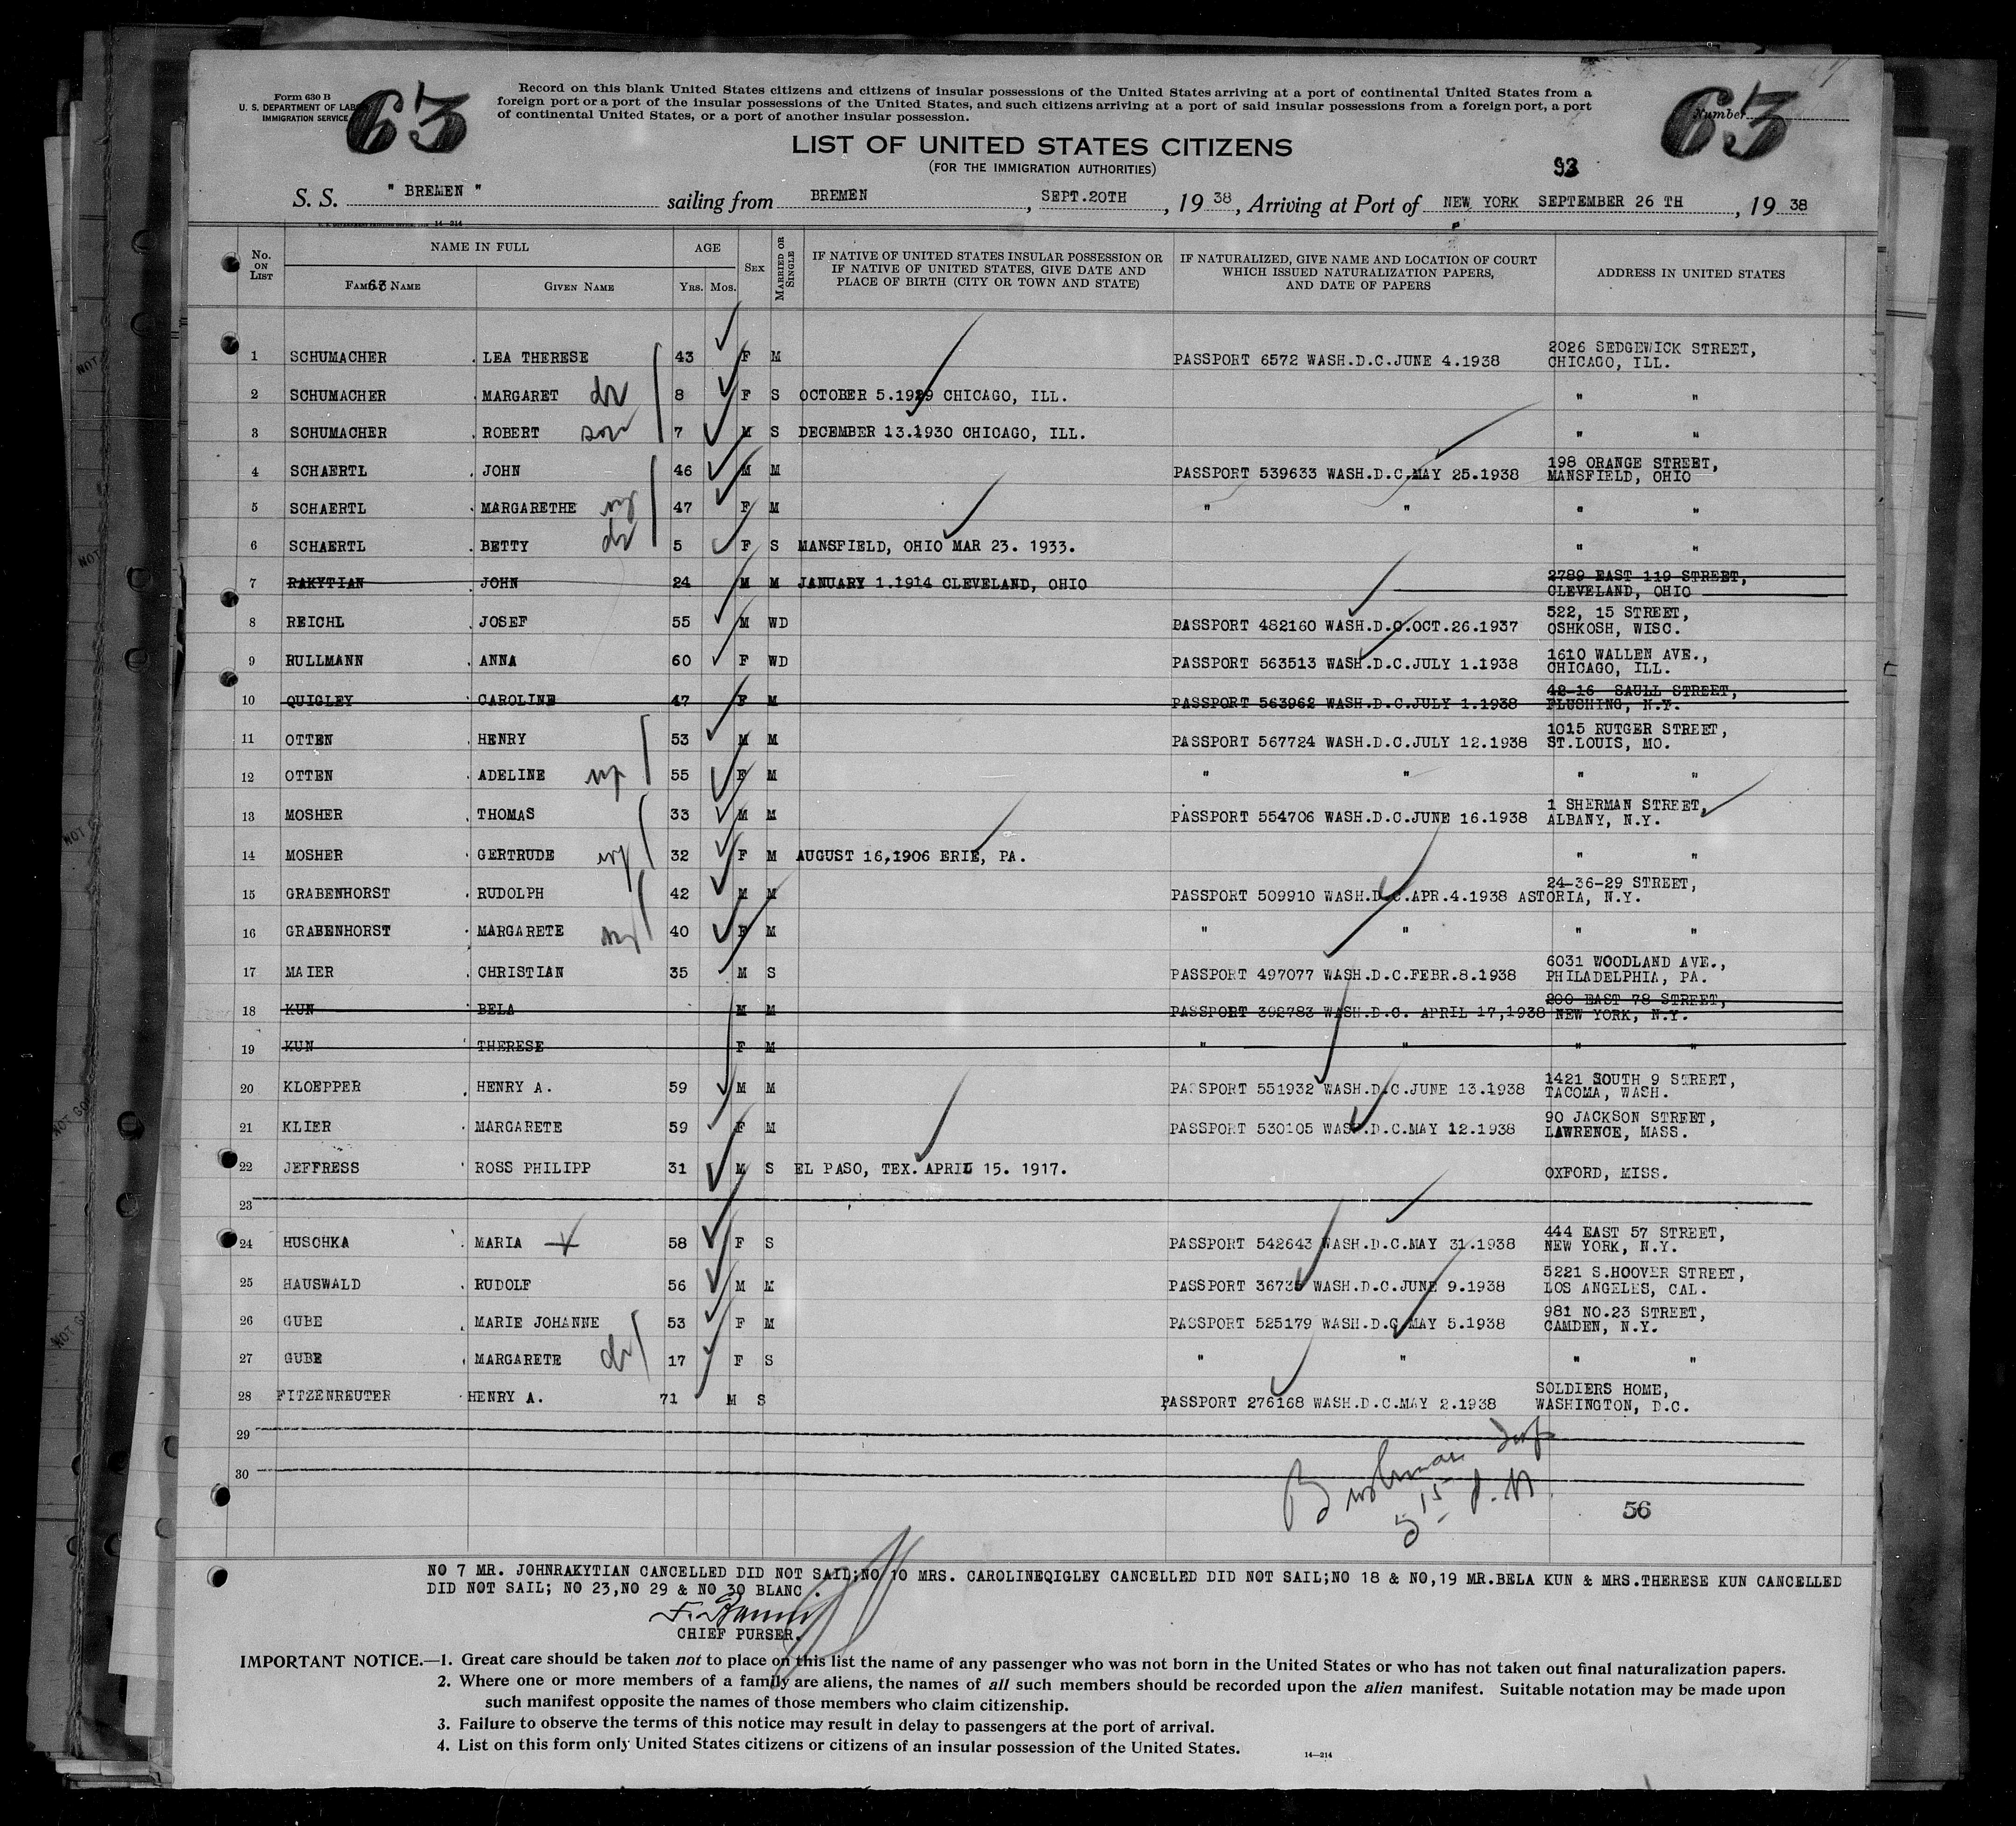 Form 630 B
U. S. DEPARTMENT OF LABOR
IMMIGRATION SERVICE
63
Record on this blank United States citizens and citizens of insular possessions of the United States arriving at a port of continental United States from a
foreign port or a port of the insular possessions of the United States, and such citizens arriving at a port of said insular possessions from a foreign port, a port
of continental United States, or a port of another insular possession.
Number
63
LIST OF UNITED STATES CITIZENS
(FOR THE IMMIGRATION AUTHORITIES)
93
S. S. " BREMEN " sailing from BREMEN , SEPT.20TH , 19 38, Arriving at Port of NEW YORK SEPTEMBER 26 TH , 19 38
14-214
No. ON LIST NAME IN FULL AGE SEX MARRIED OR SINGLE IF NATIVE OF UNITED STATES INSULAR POSSESSION OR IF NATIVE OF UNITED STATES, GIVE DATE AND PLACE OF BIRTH (CITY OR TOWN AND STATE) IF NATURALIZED, GIVE NAME AND LOCATION OF COURT WHICH ISSUED NATURALIZATION PAPERS, AND DATE OF PAPERS ADDRESS IN UNITED STATES
FAMILY NAME 63 GIVEN NAME YRS. MOS.
1 SCHUMACHER . LEA THERESE 43 F M PASSPORT 6572 WASH.D.C.JUNE 4.1938 2026 SEDGEWICK STREET, CHICAGO, ILL.
2 SCHUMACHER . MARGARET dr 8 F S OCTOBER 5.1929 CHICAGO, ILL. " "
3 SCHUMACHER . ROBERT son 7 M S DECEMBER 13.1930 CHICAGO, ILL. " "
4 SCHAERTL . JOHN 46 M M PASSPORT 539633 WASH.D.C.MAY 25.1938 198 ORANGE STREET, MANSFIELD, OHIO
5 SCHAERTL . MARGARETHE wf 47 F M " " " "
6 SCHAERTL . BETTY dr 5 F S MANSFIELD, OHIO MAR 23. 1933. " "
7 RAKYTIAN JOHN 24 M M JANUARY 1.1914 CLEVELAND, OHIO 2789 EAST 119 STREET, CLEVELAND, OHIO
8 REICHL . JOSEF 55 M WD PASSPORT 482160 WASH.D.C.OCT.26.1937 522, 15 STREET, OSHKOSH, WISC.
9 RULLMANN . ANNA 60 F WD PASSPORT 563513 WASH.D.C.JULY 1.1938 1610 WALLEN AVE., CHICAGO, ILL.
10 QUIGLEY . CAROLINE 47 F M PASSPORT 563962 WASH.D.C.JULY 1.1938 42-16 SAULL STREET, FLUSHING, N.Y.
11 OTTEN . HENRY 53 M M PASSPORT 567724 WASH.D.C.JULY 12.1938 1015 RUTGER STREET, ST.LOUIS, MO.
12 OTTEN . ADELINE wf 55 F M " " " "
13 MOSHER . THOMAS 33 M M PASSPORT 554706 WASH.D.C.JUNE 16.1938 1 SHERMAN STREET, ALBANY, N.Y.
14 MOSHER . GERTRUDE wf 32 F M AUGUST 16,1906 ERIE, PA. " "
15 GRABENHORST . RUDOLPH 42 M M PASSPORT 509910 WASH.D.C.APR.4.1938 24-36-29 STREET, ASTORIA, N.Y.
16 GRABENHORST . MARGARETE wf 40 F M " " " "
17 MAIER . CHRISTIAN 35 M S PASSPORT 497077 WASH.D.C.FEBR.8.1938 6031 WOODLAND AVE., PHILADELPHIA, PA.
18 KUN BELA M M PASSPORT 392783 WASH.D.C. APRIL 17,1938 200 EAST 78 STREET, NEW YORK, N.Y.
19 KUN THERESE F M " " " "
20 KLOEPPER . HENRY A. 59 M M PASSPORT 551932 WASH.D.C.JUNE 13.1938 1421 SOUTH 9 STREET, TACOMA, WASH.
21 KLIER . MARGARETE 59 F M PASSPORT 530105 WASH.D.C.MAY 12.1938 90 JACKSON STREET, LAWRENCE, MASS.
22 JEFFRESS ' ROSS PHILIPP 31 M S EL PASO, TEX. APRIL 15. 1917. OXFORD, MISS.
23
24 HUSCHKA . MARIA 58 F S PASSPORT 542643 WASH.D.C.MAY 31.1938 444 EAST 57 STREET, NEW YORK, N.Y.
25 HAUSWALD . RUDOLF 56 M M PASSPORT 36735 WASH.D.C.JUNE 9.1938 5221 S.HOOVER STREET, LOS ANGELES, CAL.
26 GUBE . MARIE JOHANNE 53 F M PASSPORT 525179 WASH.D.C.MAY 5.1938 981 NO.23 STREET, CAMDEN, N.Y.
27 GUBE . MARGARETE dr 17 F S " " " "
28 FITZENREUTER . HENRY A. 71 M S PASSPORT 276168 WASH.D.C.MAY 2.1938 SOLDIERS HOME, WASHINGTON, D.C.
29
30
56
NO 7 MR. JOHNRAKYTIAN CANCELLED DID NOT SAIL;NO 10 MRS. CAROLINEQIGLEY CANCELLED DID NOT SAIL;NO 18 & NO,19 MR.BELA KUN & MRS.THERESE KUN CANCELLED
DID NOT SAIL; NO 23,NO 29 & NO 30 BLANC .
CHIEF PURSER.
IMPORTANT NOTICE.—1. Great care should be taken not to place on this list the name of any passenger who was not born in the United States or who has not taken out final naturalization papers.
2. Where one or more members of a family are aliens, the names of all such members should be recorded upon the alien manifest. Suitable notation may be made upon
such manifest opposite the names of those members who claim citizenship.
3. Failure to observe the terms of this notice may result in delay to passengers at the port of arrival.
4. List on this form only United States citizens or citizens of an insular possession of the United States.
14—214